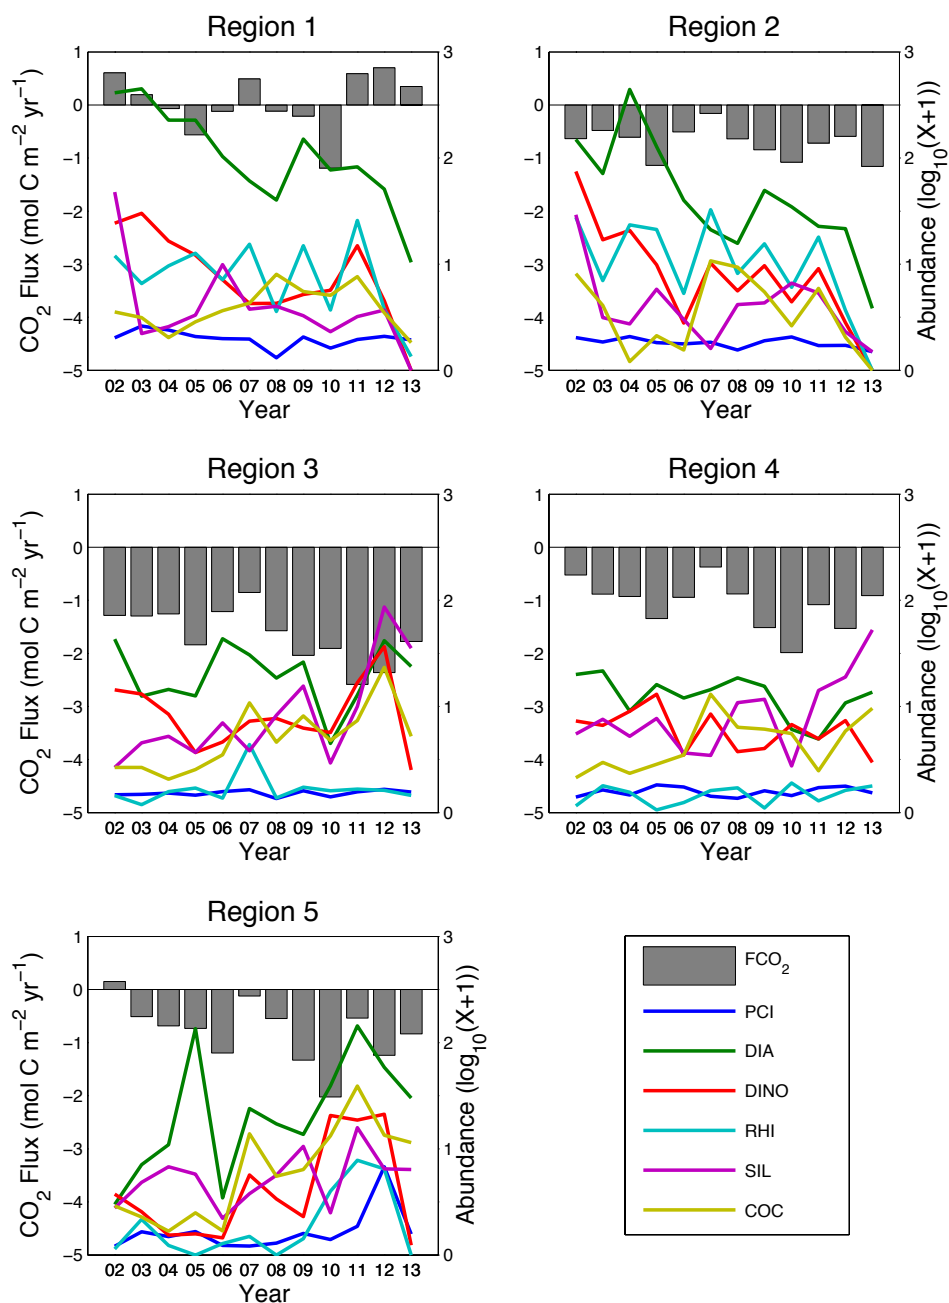 Region 1
Region 2
1
0
−1
−2
−3
−4
−5
CO2 Flux (mol C m−2 yr−1)
02 03 04 05 06 07 08 09 10 11 12 13
Year
3
2
1
0
1
0
−1
−2
−3
−4
−5
02 03 04 05 06 07 08 09 10 11 12 13
Year
3
2
1
0
Abundance (log10(X+1))
Region 3
Region 4
1
0
−1
−2
−3
−4
−5
CO2 Flux (mol C m−2 yr−1)
02 03 04 05 06 07 08 09 10 11 12 13
Year
3
2
1
0
1
0
−1
−2
−3
−4
−5
02 03 04 05 06 07 08 09 10 11 12 13
Year
3
2
1
0
Abundance (log10(X+1))
Region 5
1
0
−1
−2
−3
−4
−5
CO2 Flux (mol C m−2 yr−1)
02 03 04 05 06 07 08 09 10 11 12 13
Year
3
2
1
0
Abundance (log10(X+1))
FCO2
PCI
DIA
DINO
RHI
SIL
COC